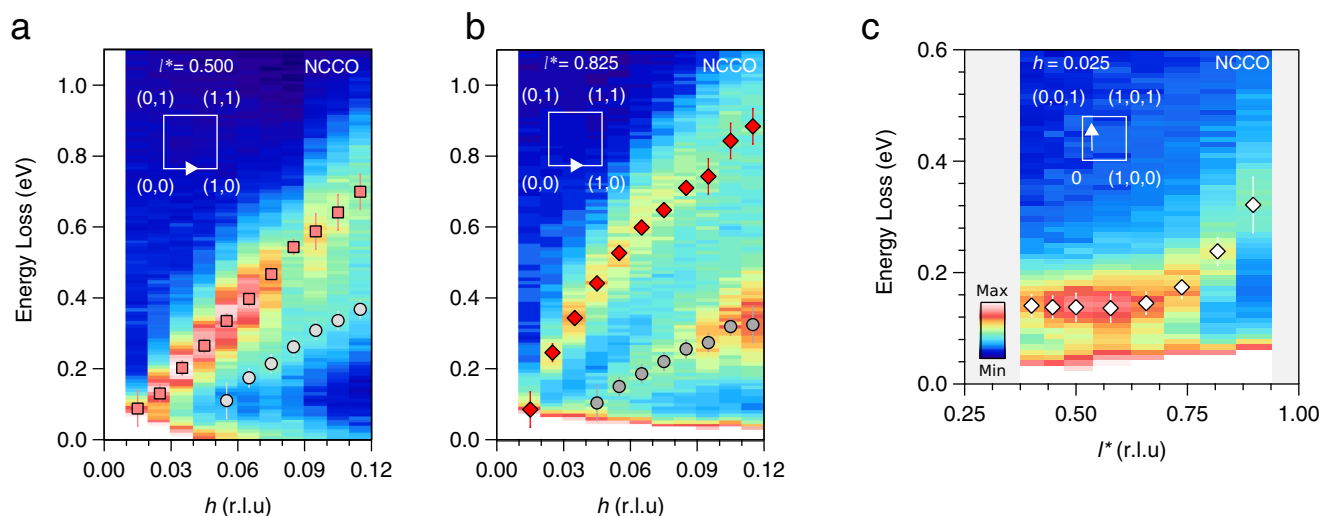 a
l*= 0.500
NCCO
(0,1)
(1,1)
(0,0)
(1,0)
1.0
0.8
0.6
0.4
0.2
0.0
Energy Loss (eV)
0.00
0.03
0.06
0.09
0.12
h (r.l.u)
b
l*= 0.825
NCCO
(0,1)
(1,1)
(0,0)
(1,0)
1.0
0.8
0.6
0.4
0.2
0.0
Energy Loss (eV)
0.00
0.03
0.06
0.09
0.12
h (r.l.u)
c
h = 0.025
NCCO
(0,0,1)
(1,0,1)
0
(1,0,0)
Max
Min
0.6
0.4
0.2
0.0
Energy Loss (eV)
0.25
0.50
0.75
1.00
l* (r.l.u)